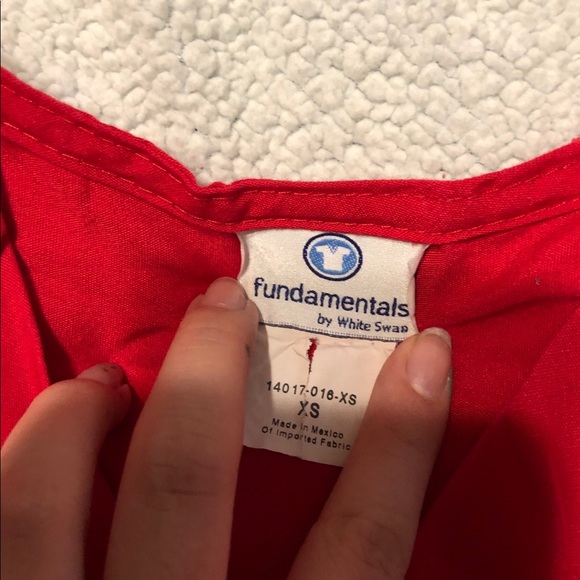 fundamentals
by White Swan
14017-016-XS
XS
Made in Mexico
Of Imported Fabric